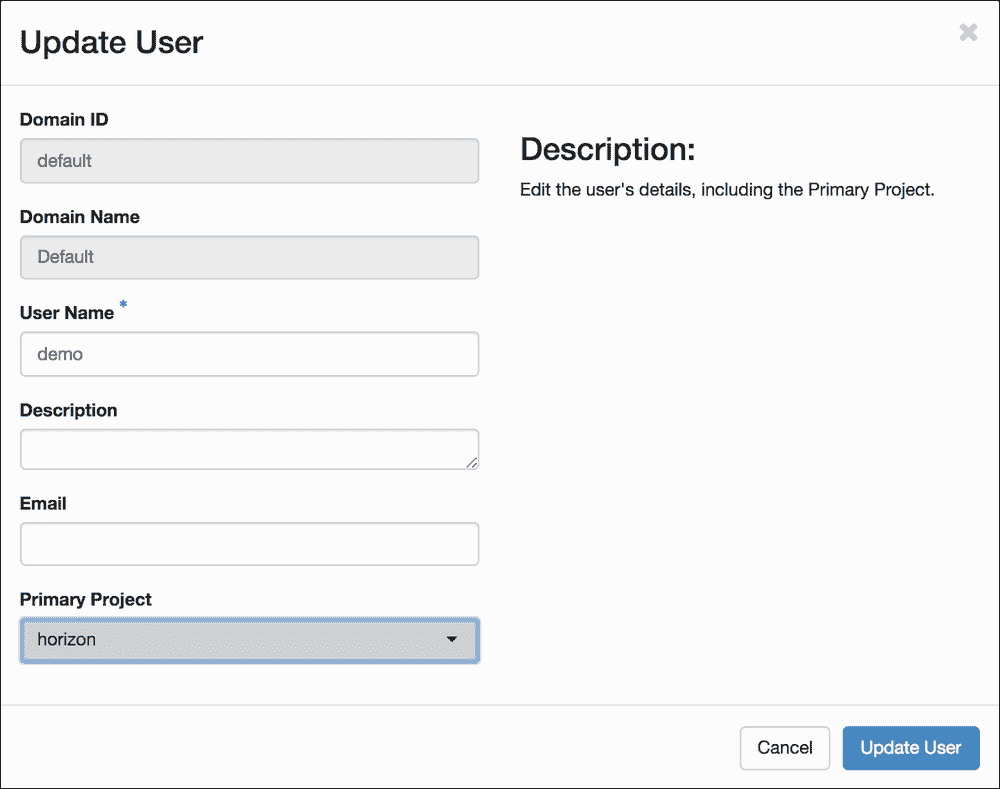 Update User
Domain ID
default
Domain Name
Default
User Name *
demo
Description
Email
Primary Project
horizon
Description:
Edit the user's details, including the Primary Project.
Cancel
Update User